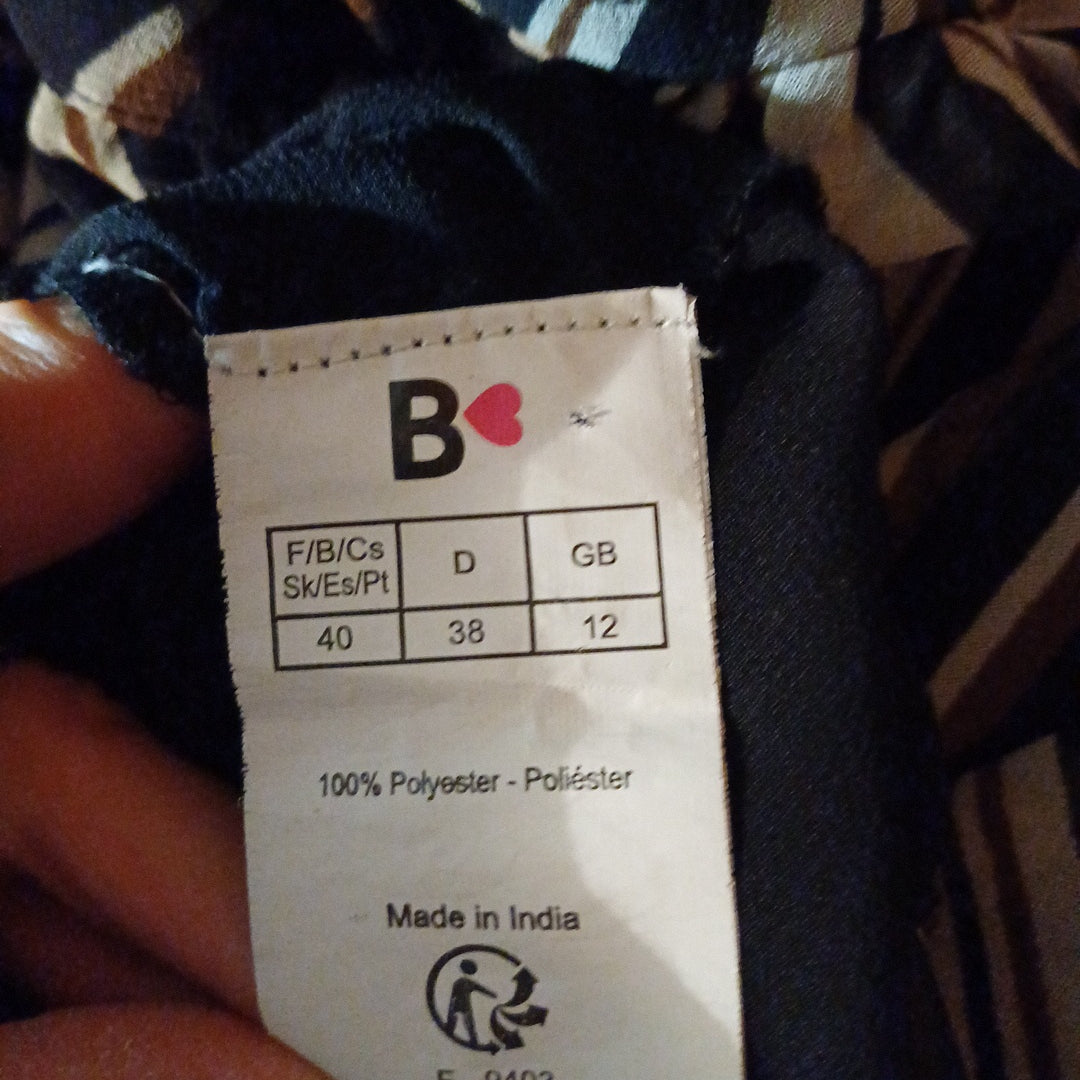 B
F/B/Cs D GB
Sk/Es/Pt
40 38 12
100% Polyester - Poliéster
Made in India